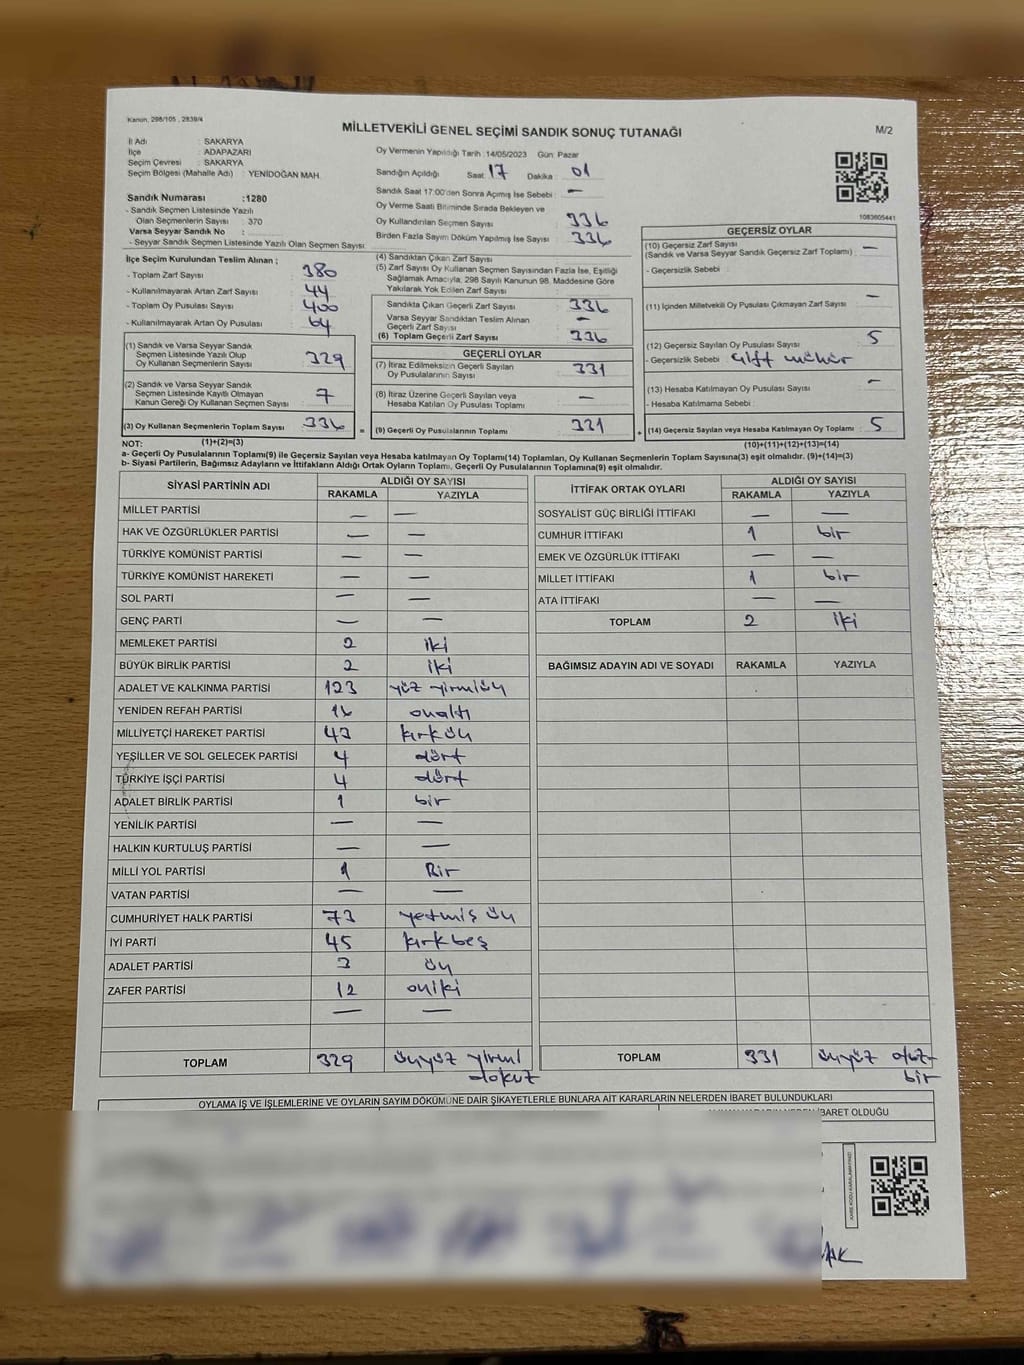 Kanun, 298/105 , 2839/4
MİLLETVEKİLİ GENEL SEÇİMİ SANDIK SONUÇ TUTANAĞI
M/2
İl Adı : SAKARYA
İlçe : ADAPAZARI
Seçim Çevresi : SAKARYA
Seçim Bölgesi (Mahalle Adı) : YENİDOĞAN MAH.
Sandık Numarası : 1280
- Sandık Seçmen Listesinde Yazılı
Olan Seçmenlerin Sayısı : 370
Varsa Seyyar Sandık No :
- Seyyar Sandık Seçmen Listesinde Yazılı Olan Seçmen Sayısı:
Oy Vermenin Yapıldığı Tarih : 14/05/2023 Gün: Pazar
Sandığın Açıldığı Saat: 17 Dakika : 01
Sandık Saat 17:00'den Sonra Açımış İse Sebebi : —
Oy Verme Saati Bitiminde Sırada Bekleyen ve
Oy Kullandırılan Seçmen Sayısı : 336
Birden Fazla Sayım Döküm Yapılmış İse Sayısı : 336
1083605441
İlçe Seçim Kurulundan Teslim Alınan ;
- Toplam Zarf Sayısı : 380
- Kullanılmayarak Artan Zarf Sayısı : 44
- Toplam Oy Pusulası Sayısı : 400
- Kullanılmayarak Artan Oy Pusulası : 64
(1) Sandık ve Varsa Seyyar Sandık
Seçmen Listesinde Yazılı Olup
Oy Kullanan Seçmenlerin Sayısı : 329
(2) Sandık ve Varsa Seyyar Sandık
Seçmen Listesinde Kayıtlı Olmayan
Kanun Gereği Oy Kullanan Seçmen Sayısı : 7
(3) Oy Kullanan Seçmenlerin Toplam Sayısı : 336
(4) Sandıktan Çıkan Zarf Sayısı :
(5) Zarf Sayısı Oy Kullanan Seçmen Sayısından Fazla İse, Eşitliği
Sağlamak Amacıyla, 298 Sayılı Kanunun 98. Maddesine Göre
Yakılarak Yok Edilen Zarf Sayısı :
Sandıkta Çıkan Geçerli Zarf Sayısı : 336
Varsa Seyyar Sandıktan Teslim Alınan
Geçerli Zarf Sayısı : —
(6) Toplam Geçerli Zarf Sayısı : 336
GEÇERLİ OYLAR
(7) İtiraz Edilmeksizin Geçerli Sayılan
Oy Pusulalarının Sayısı : 331
(8) İtiraz Üzerine Geçerli Sayılan veya
Hesaba Katılan Oy Pusulaları Toplamı : —
= (9) Geçerli Oy Pusulalarının Toplamı : 331
GEÇERSİZ OYLAR
(10) Geçersiz Zarf Sayısı
(Sandık ve Varsa Seyyar Sandık Geçersiz Zarf Toplamı) : —
- Geçersizlik Sebebi :
(11) İçinden Milletvekili Oy Pusulası Çıkmayan Zarf Sayısı : —
(12) Geçersiz Sayılan Oy Pusulası Sayısı : 5
- Geçersizlik Sebebi : çift mühür
(13) Hesaba Katılmayan Oy Pusulası Sayısı : —
- Hesaba Katılmama Sebebi :
+ (14) Geçersiz Sayılan veya Hesaba Katılmayan Oy Toplamı : 5
NOT: (1)+(2)=(3)
(10)+(11)+(12)+(13)=(14)
a- Geçerli Oy Pusulalarının Toplamı(9) ile Geçersiz Sayılan veya Hesaba katılmayan Oy Toplamı(14) Toplamları, Oy Kullanan Seçmenlerin Toplam Sayısına(3) eşit olmalıdır. (9)+(14)=(3)
b- Siyasi Partilerin, Bağımsız Adayların ve İttifakların Aldığı Ortak Oyların Toplamı, Geçerli Oy Pusulalarının Toplamına(9) eşit olmalıdır.
SİYASİ PARTİNİN ADI
ALDIĞI OY SAYISI
RAKAMLA YAZIYLA
MİLLET PARTİSİ — —
HAK VE ÖZGÜRLÜKLER PARTİSİ — —
TÜRKİYE KOMÜNİST PARTİSİ — —
TÜRKİYE KOMÜNİST HAREKETİ — —
SOL PARTİ — —
GENÇ PARTİ — —
MEMLEKET PARTİSİ 2 iki
BÜYÜK BİRLİK PARTİSİ 2 iki
ADALET VE KALKINMA PARTİSİ 123 yüz yirmiüç
YENİDEN REFAH PARTİSİ 16 onaltı
MİLLİYETÇİ HAREKET PARTİSİ 43 kırküç
YEŞİLLER VE SOL GELECEK PARTİSİ 4 dört
TÜRKİYE İŞÇİ PARTİSİ 4 dört
ADALET BİRLİK PARTİSİ 1 bir
YENİLİK PARTİSİ — —
HALKIN KURTULUŞ PARTİSİ — —
MİLLİ YOL PARTİSİ 1 Bir
VATAN PARTİSİ — —
CUMHURİYET HALK PARTİSİ 73 yetmiş üç
İYİ PARTİ 45 kırkbeş
ADALET PARTİSİ 3 üç
ZAFER PARTİSİ 12 oniki
— —
TOPLAM 329 üçyüz yirmi
dokuz
İTTİFAK ORTAK OYLARI
ALDIĞI OY SAYISI
RAKAMLA YAZIYLA
SOSYALİST GÜÇ BİRLİĞİ İTTİFAKI — —
CUMHUR İTTİFAKI 1 bir
EMEK VE ÖZGÜRLÜK İTTİFAKI — —
MİLLET İTTİFAKI 1 bir
ATA İTTİFAKI — —
TOPLAM 2 iki
BAĞIMSIZ ADAYIN ADI VE SOYADI RAKAMLA YAZIYLA
TOPLAM 331 üçyüz otuz
bir
OYLAMA İŞ VE İŞLEMLERİNE VE OYLARIN SAYIM DÖKÜMÜNE DAİR ŞİKAYETLERLE BUNLARA AİT KARARLARIN NELERDEN İBARET BULUNDUKLARI
İBARET OLDUĞU